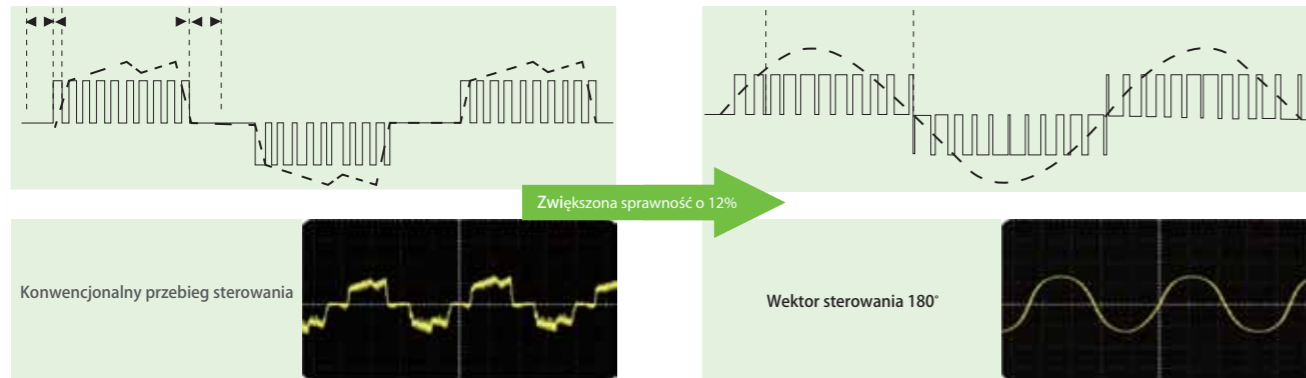 Zwiększona sprawność o 12%
Konwencjonalny przebieg sterowania
Wektor sterowania 180°